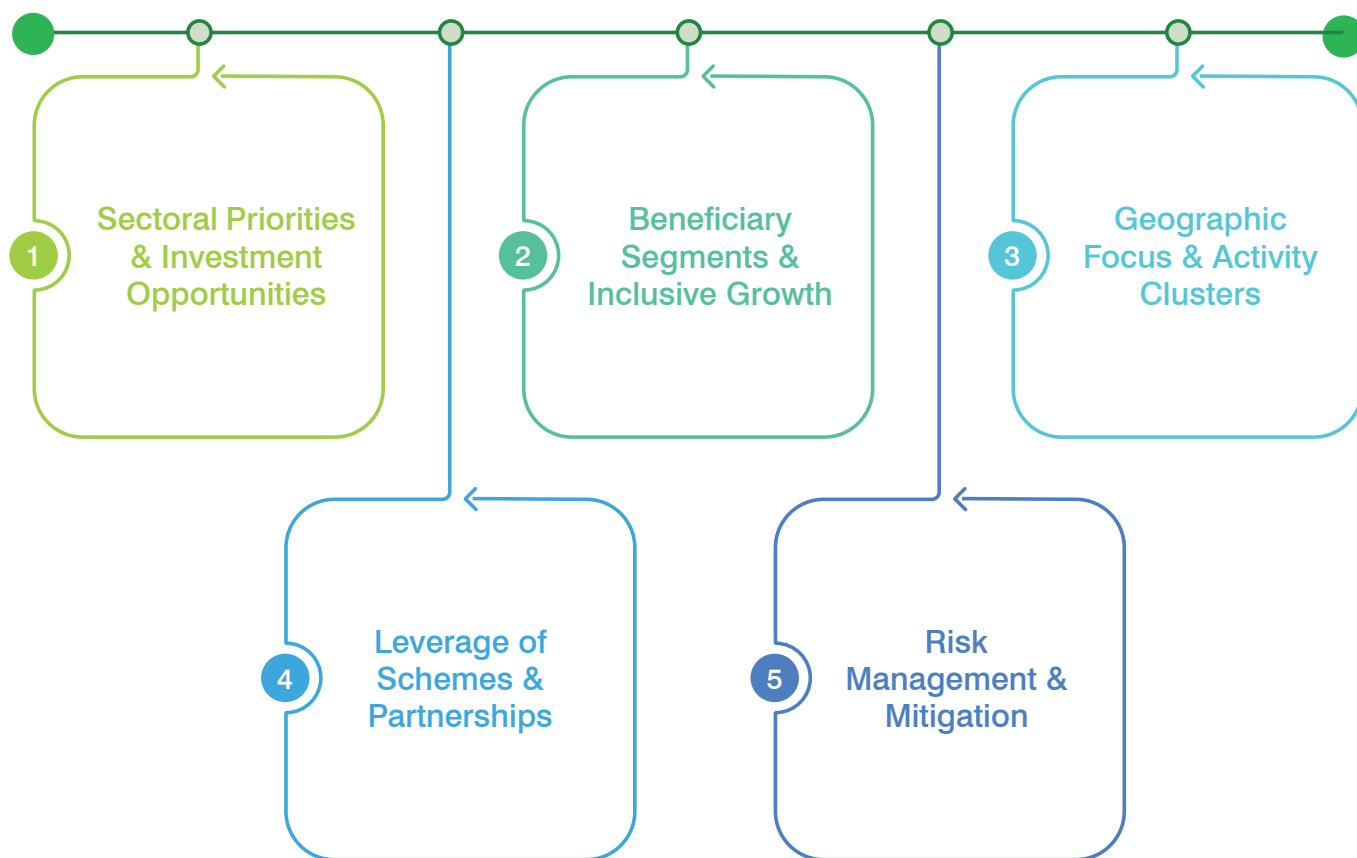 1
Sectoral Priorities
& Investment
Opportunities
2
Beneficiary
Segments &
Inclusive Growth
3
Geographic
Focus & Activity
Clusters
4
Leverage of
Schemes &
Partnerships
5
Risk
Management &
Mitigation